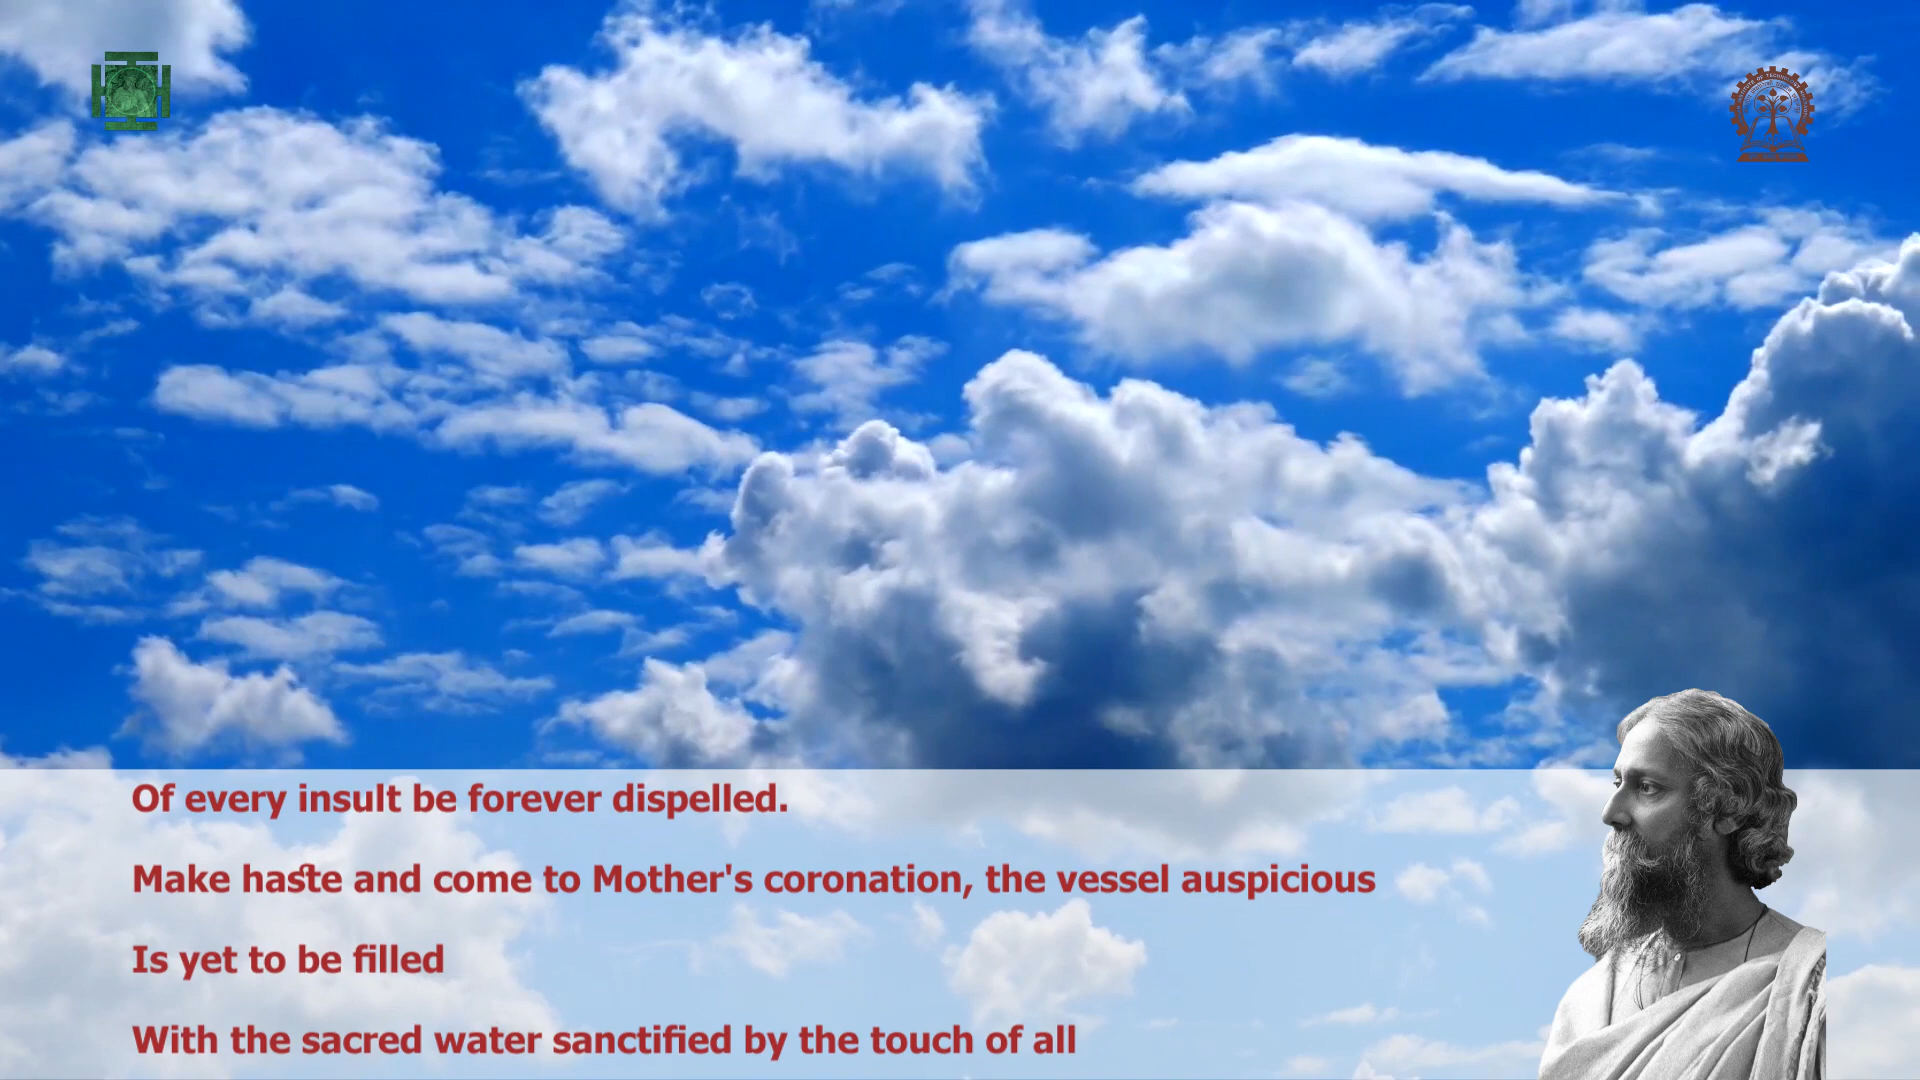 Of every insult be forever dispelled.
Make haste and come to Mother's coronation, the vessel auspicious
Is yet to be filled
With the sacred water sanctified by the touch of all